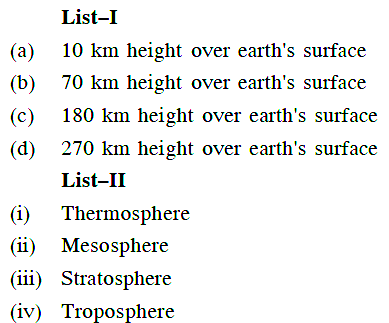 List–I
(a) 10 km height over earth's surface
(b) 70 km height over earth's surface
(c) 180 km height over earth's surface
(d) 270 km height over earth's surface
List–II
(i) Thermosphere
(ii) Mesosphere
(iii) Stratosphere
(iv) Troposphere